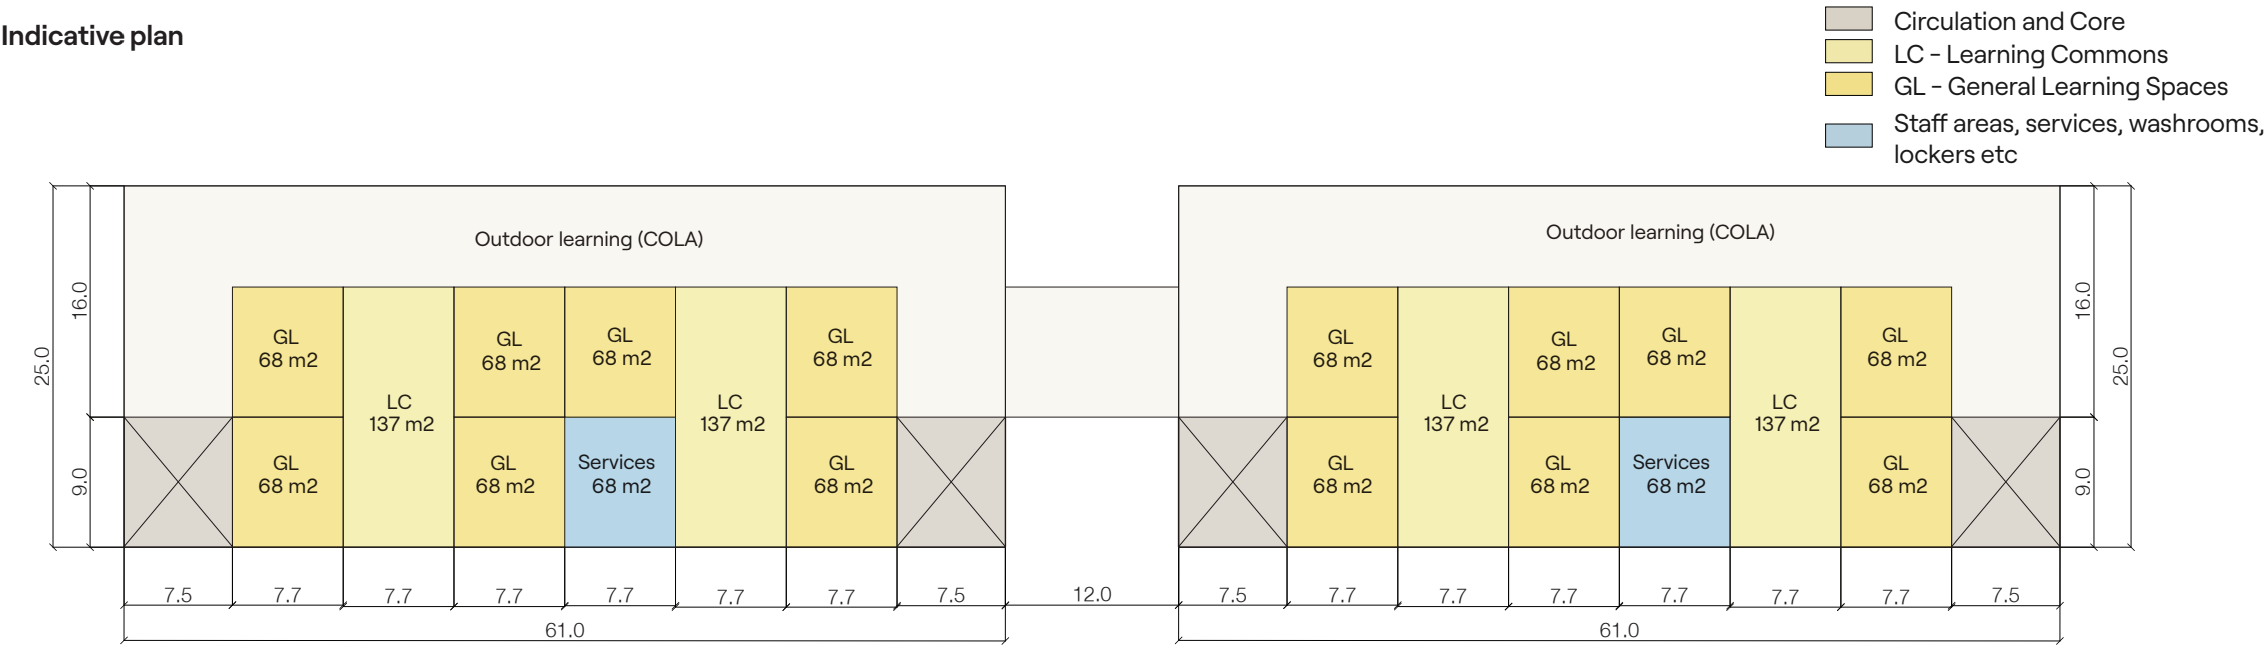 Indicative plan
Circulation and Core
LC - Learning Commons
GL - General Learning Spaces
Staff areas, services, washrooms,
lockers etc
Outdoor learning (COLA)
Outdoor learning (COLA)
25.0
16.0
9.0
GL
68 m2
LC
137 m2
GL
68 m2
GL
68 m2
LC
137 m2
GL
68 m2
GL
68 m2
GL
68 m2
Services
68 m2
GL
68 m2
GL
68 m2
LC
137 m2
GL
68 m2
GL
68 m2
LC
137 m2
GL
68 m2
GL
68 m2
GL
68 m2
Services
68 m2
GL
68 m2
16.0
9.0
25.0
7.5 7.7 7.7 7.7 7.7 7.7 7.7 7.5 12.0 7.5 7.7 7.7 7.7 7.7 7.7 7.7 7.5
61.0 61.0